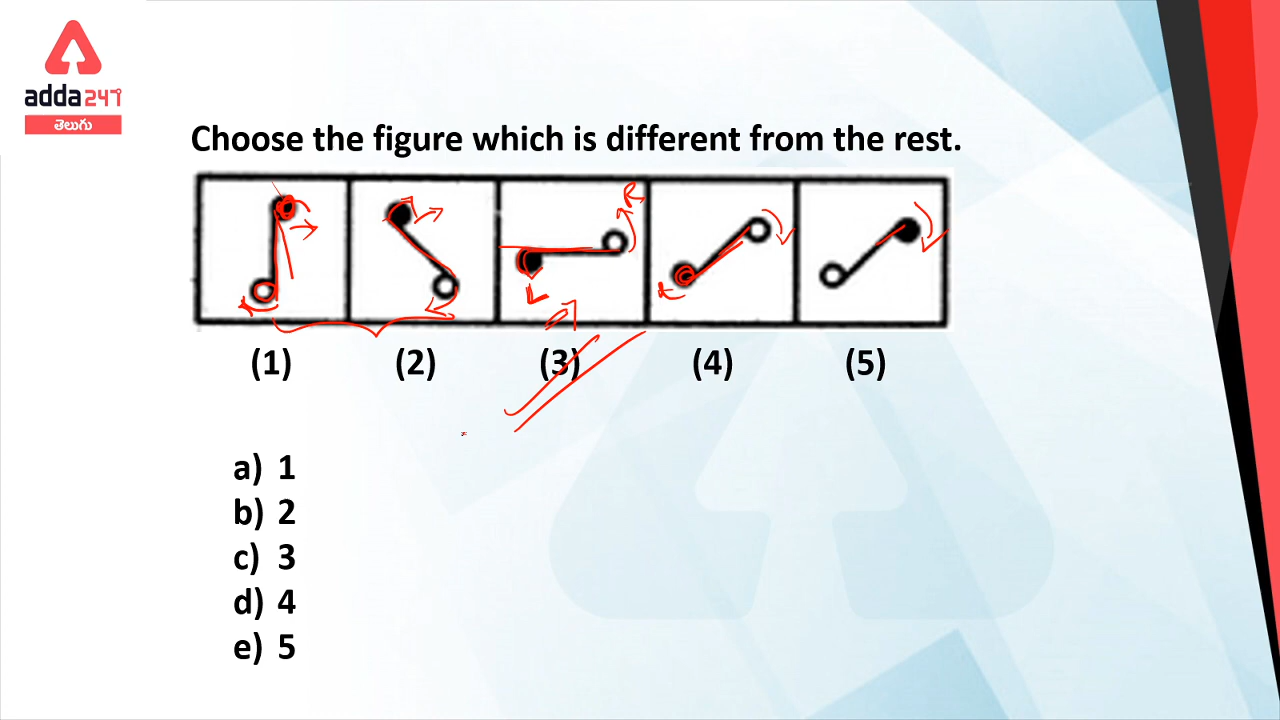 adda247
తెలుగు
Choose the figure which is different from the rest.
R
L
(1) (2) (3) (4) (5)
a) 1
b) 2
c) 3
d) 4
e) 5